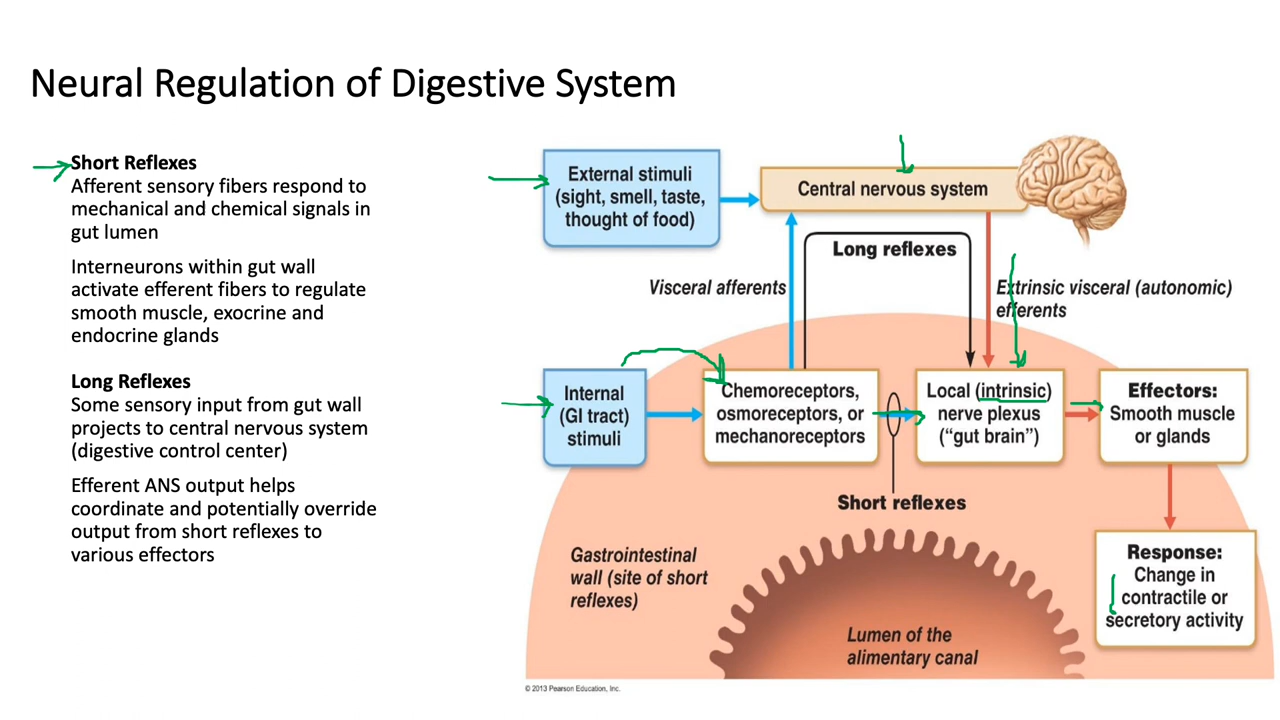 Neural Regulation of Digestive System
Short Reflexes
Afferent sensory fibers respond to
mechanical and chemical signals in
gut lumen
Interneurons within gut wall
activate efferent fibers to regulate
smooth muscle, exocrine and
endocrine glands
Long Reflexes
Some sensory input from gut wall
projects to central nervous system
(digestive control center)
Efferent ANS output helps
coordinate and potentially override
output from short reflexes to
various effectors
External stimuli
(sight, smell, taste,
thought of food)
Central nervous system
Long reflexes
Visceral afferents
Extrinsic visceral (autonomic)
efferents
Internal
(GI tract)
stimuli
Chemoreceptors,
osmoreceptors, or
mechanoreceptors
Local (intrinsic)
nerve plexus
(“gut brain”)
Effectors:
Smooth muscle
or glands
Short reflexes
Response:
Change in
contractile or
secretory activity
Gastrointestinal
wall (site of short
reflexes)
Lumen of the
alimentary canal
© 2013 Pearson Education, Inc.